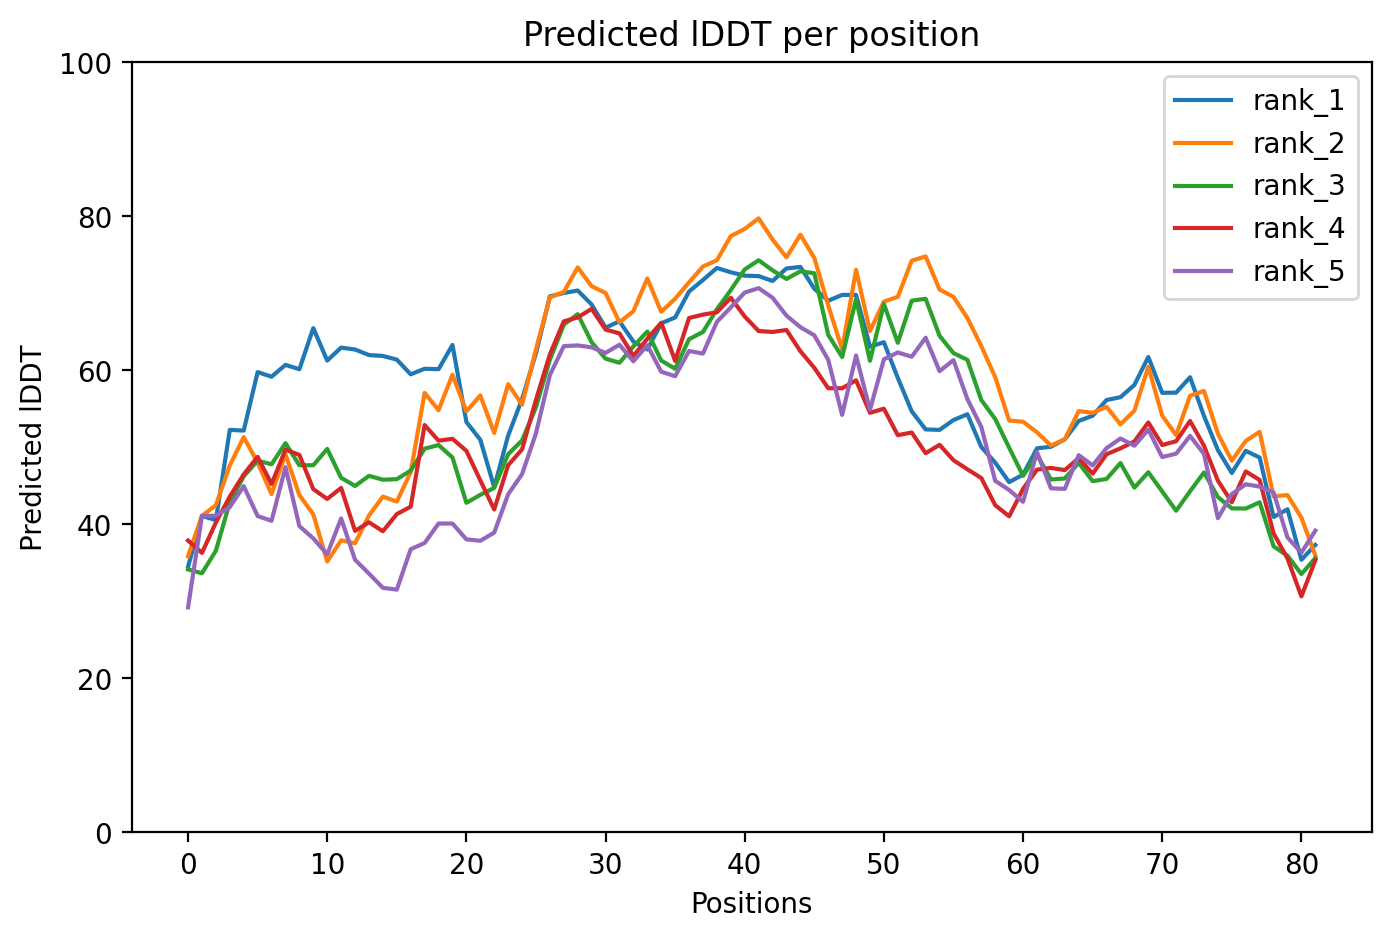 Predicted lDDT per position
100
80
60
40
20
0
Predicted lDDT
0 10 20 30 40 50 60 70 80
Positions
rank_1
rank_2
rank_3
rank_4
rank_5